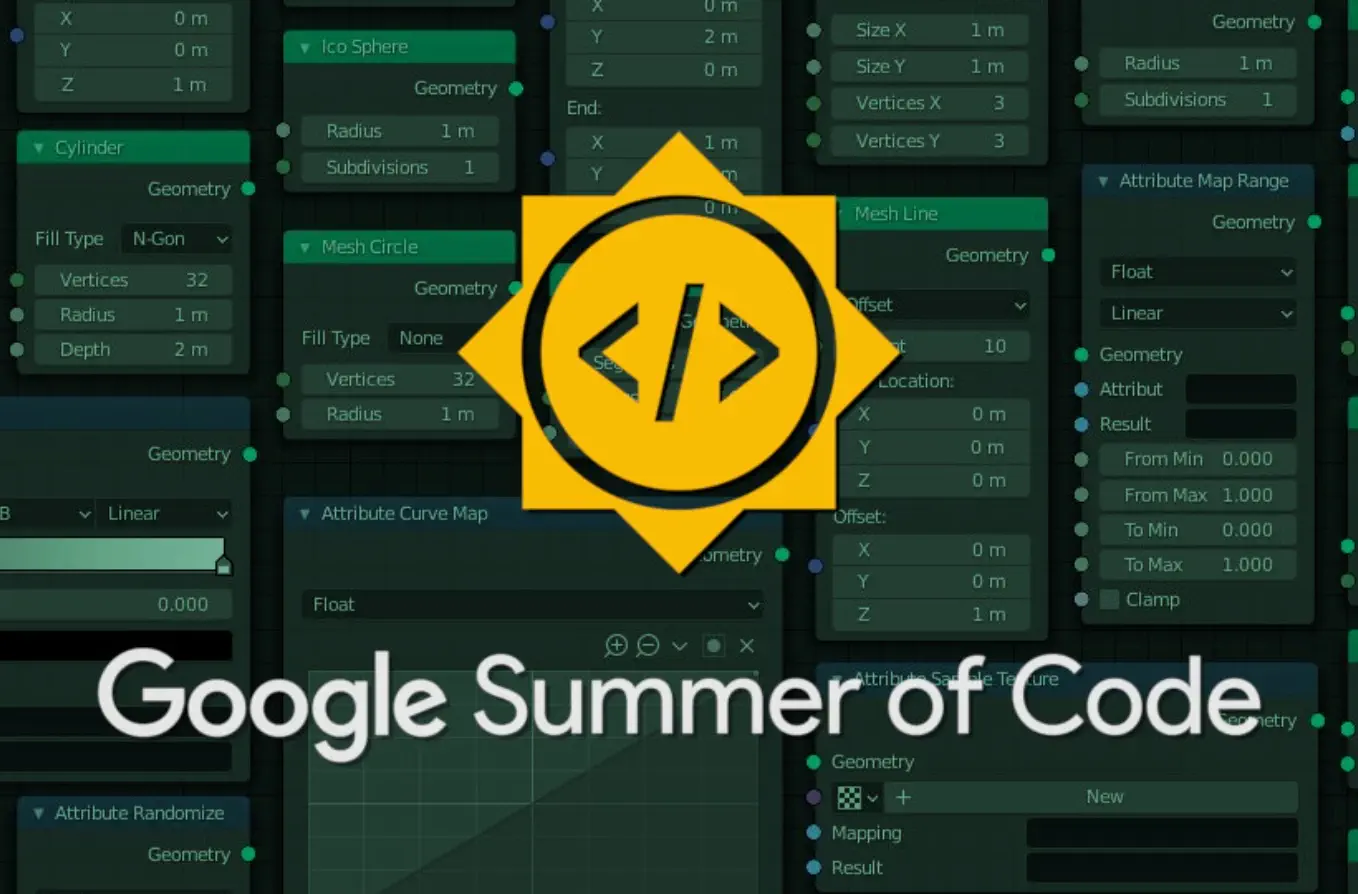 X 0 m
Y 0 m
Z 1 m
Cylinder
Geometry
Fill Type N-Gon
Vertices 32
Radius 1 m
Depth 2 m
Geometry
B Linear
0.000
Attribute Randomize
Geometry
Ico Sphere
Geometry
Radius 1 m
Subdivisions 1
Mesh Circle
Geometry
Fill Type None
Vertices 32
Radius 1 m
Attribute Curve Map
Float
X 0 m
Y 2 m
Z 0 m
End:
X 1 m
Y m
0 m
</>
Size X 1 m
Size Y 1 m
Vertices X 3
Vertices Y 3
Mesh Line
Geometry
Offset
10
Location:
X 0 m
Y 0 m
Z 0 m
Offset:
X 0 m
Y 0 m
Z 1 m
Geometry
Radius 1 m
Subdivisions 1
Attribute Map Range
Geometry
Float
Linear
Geometry
Attribut
Result
From Min 0.000
From Max 1.000
To Min 0.000
To Max 1.000
Clamp
Google Summer of Code
Attribute Sample Texture
Geometry
Geometry
New
Mapping
Result